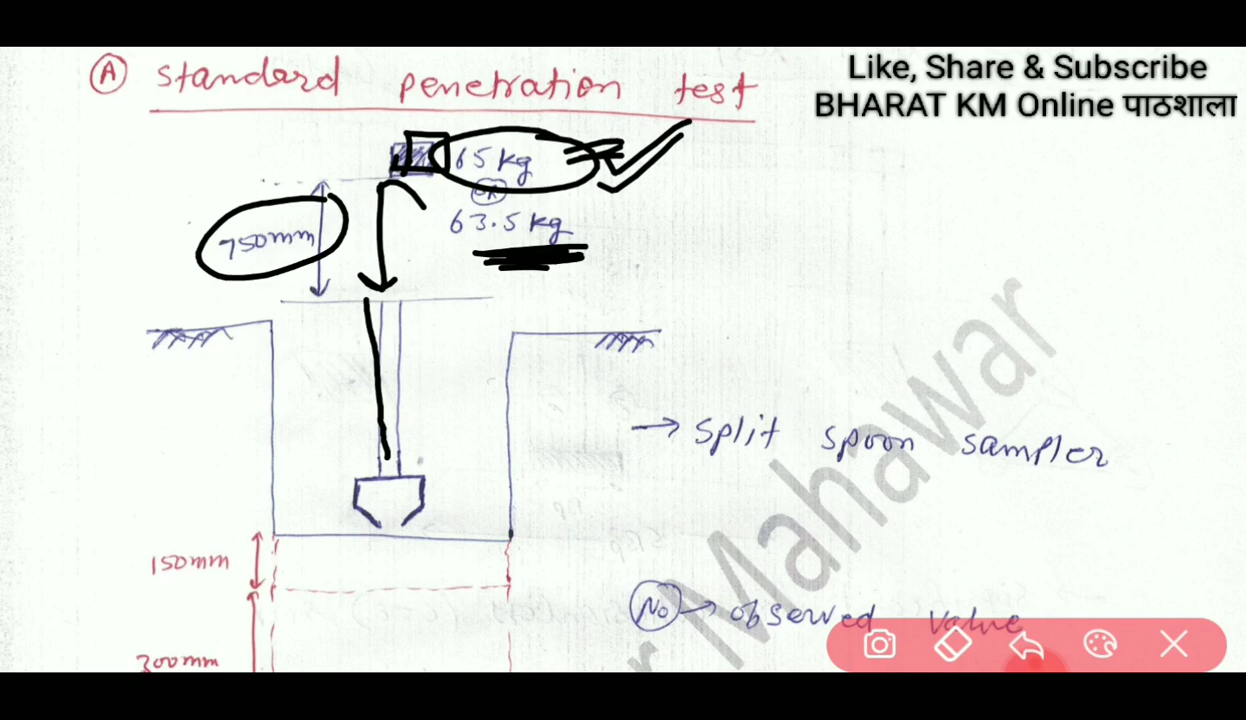 Ⓐ standard penetration test
Like, Share & Subscribe
BHARAT KM Online पाठशाला
65 kg
OR
63.5 kg
750mm
→ split spoon sampler
150mm
No → observed value
300mm
r Mahawar